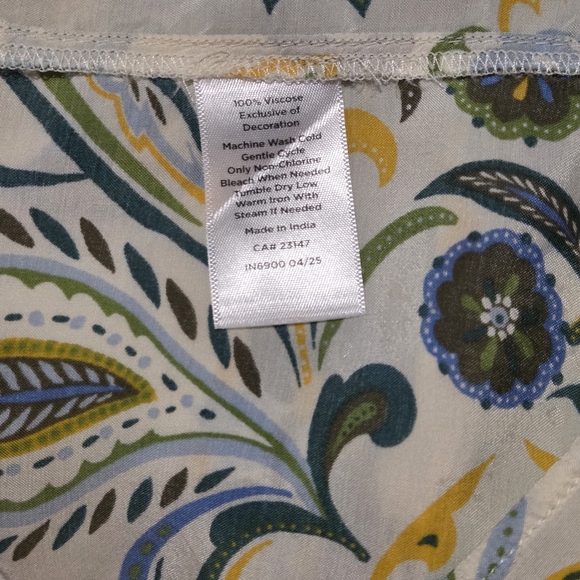 100% Viscose
Exclusive of
Decoration
Machine Wash Cold
Gentle Cycle
Only Non-Chlorine
Bleach When Needed
Tumble Dry Low
Warm Iron With
Steam If Needed
Made in India
CA# 23147
IN6900 04/25